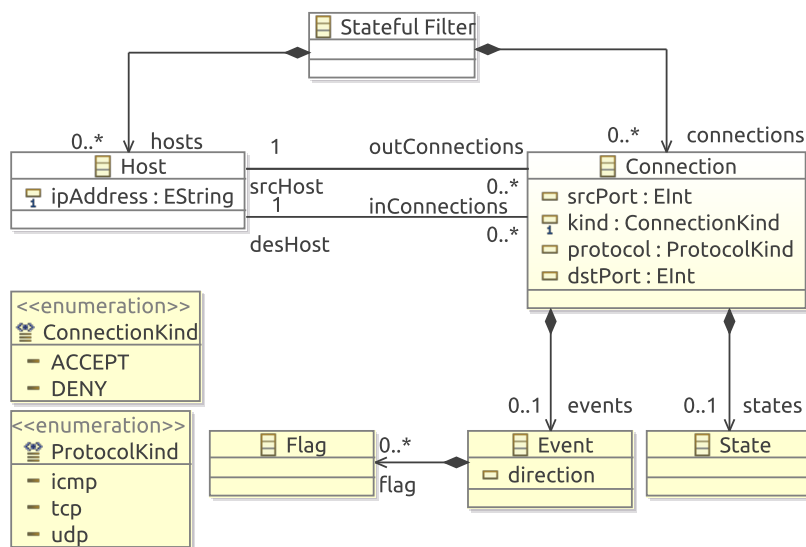 Stateful Filter
0..* hosts
1 outConnections
0..* connections
Host
Connection
ipAddress : EString
srcHost 0..*
1 inConnections
desHost 0..*
srcPort : EInt
1 kind : ConnectionKind
protocol : ProtocolKind
dstPort : EInt
1
<<enumeration>>
ConnectionKind
ACCEPT
DENY
<<enumeration>>
ProtocolKind
icmp
tcp
udp
0..1 events
0..1 states
Flag
0..*
flag
Event
direction
State